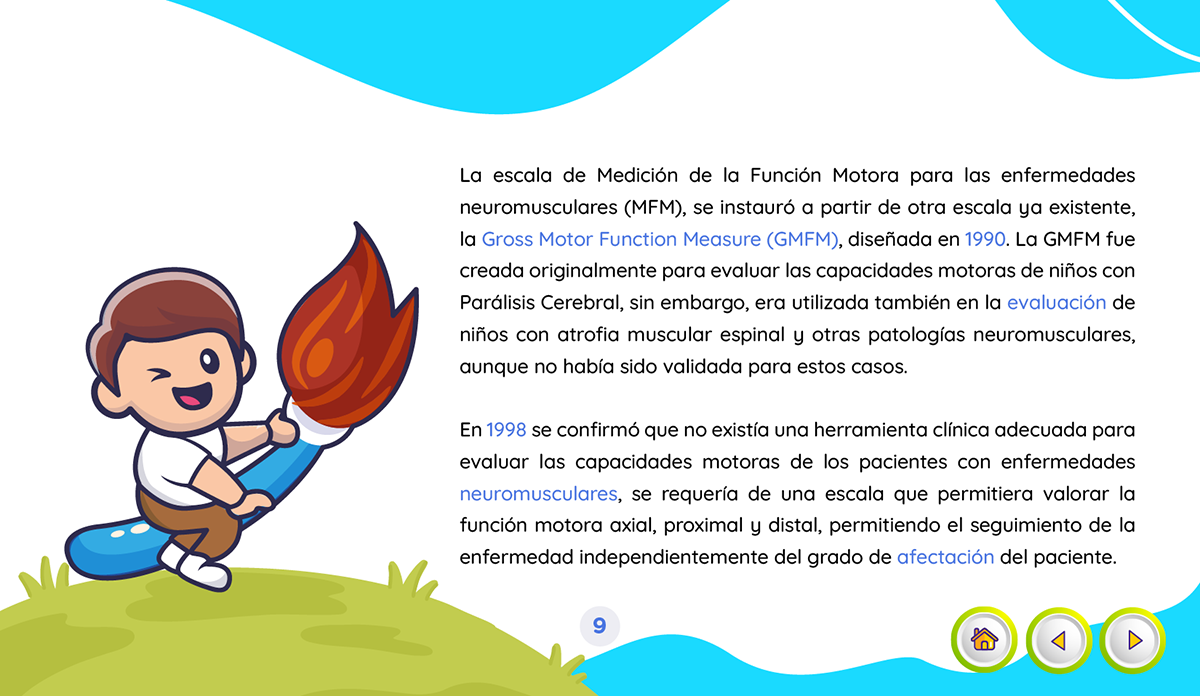 La escala de Medición de la Función Motora para las enfermedades
neuromusculares (MFM), se instauró a partir de otra escala ya existente,
la Gross Motor Function Measure (GMFM), diseñada en 1990. La GMFM fue
creada originalmente para evaluar las capacidades motoras de niños con
Parálisis Cerebral, sin embargo, era utilizada también en la evaluación de
niños con atrofia muscular espinal y otras patologías neuromusculares,
aunque no había sido validada para estos casos.
En 1998 se confirmó que no existía una herramienta clínica adecuada para
evaluar las capacidades motoras de los pacientes con enfermedades
neuromusculares, se requería de una escala que permitiera valorar la
función motora axial, proximal y distal, permitiendo el seguimiento de la
enfermedad independientemente del grado de afectación del paciente.
9